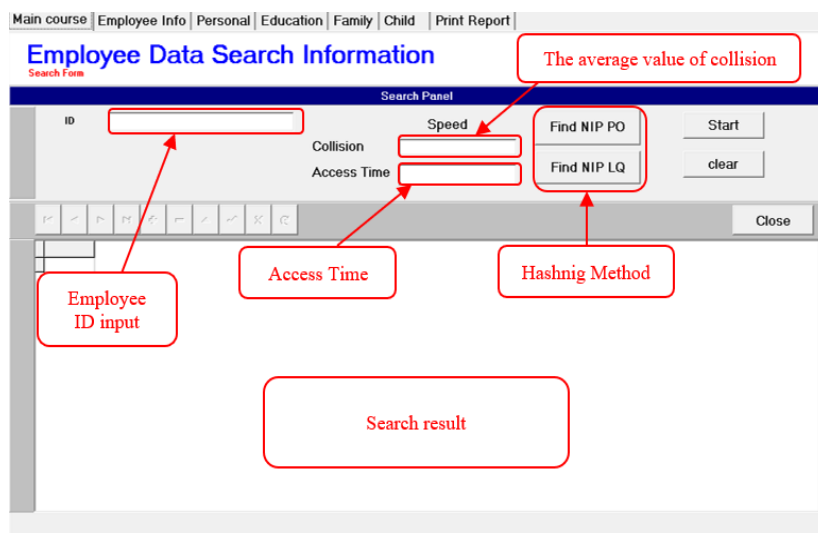 Main course Employee Info Personal Education Family Child Print Report
Employee Data Search Information
Search Form
The average value of collision
Search Panel
ID
Speed
Find NIP PO
Start
Collision
Access Time
Find NIP LQ
clear
Close
Employee
ID input
Access Time
Hashnig Method
Search result